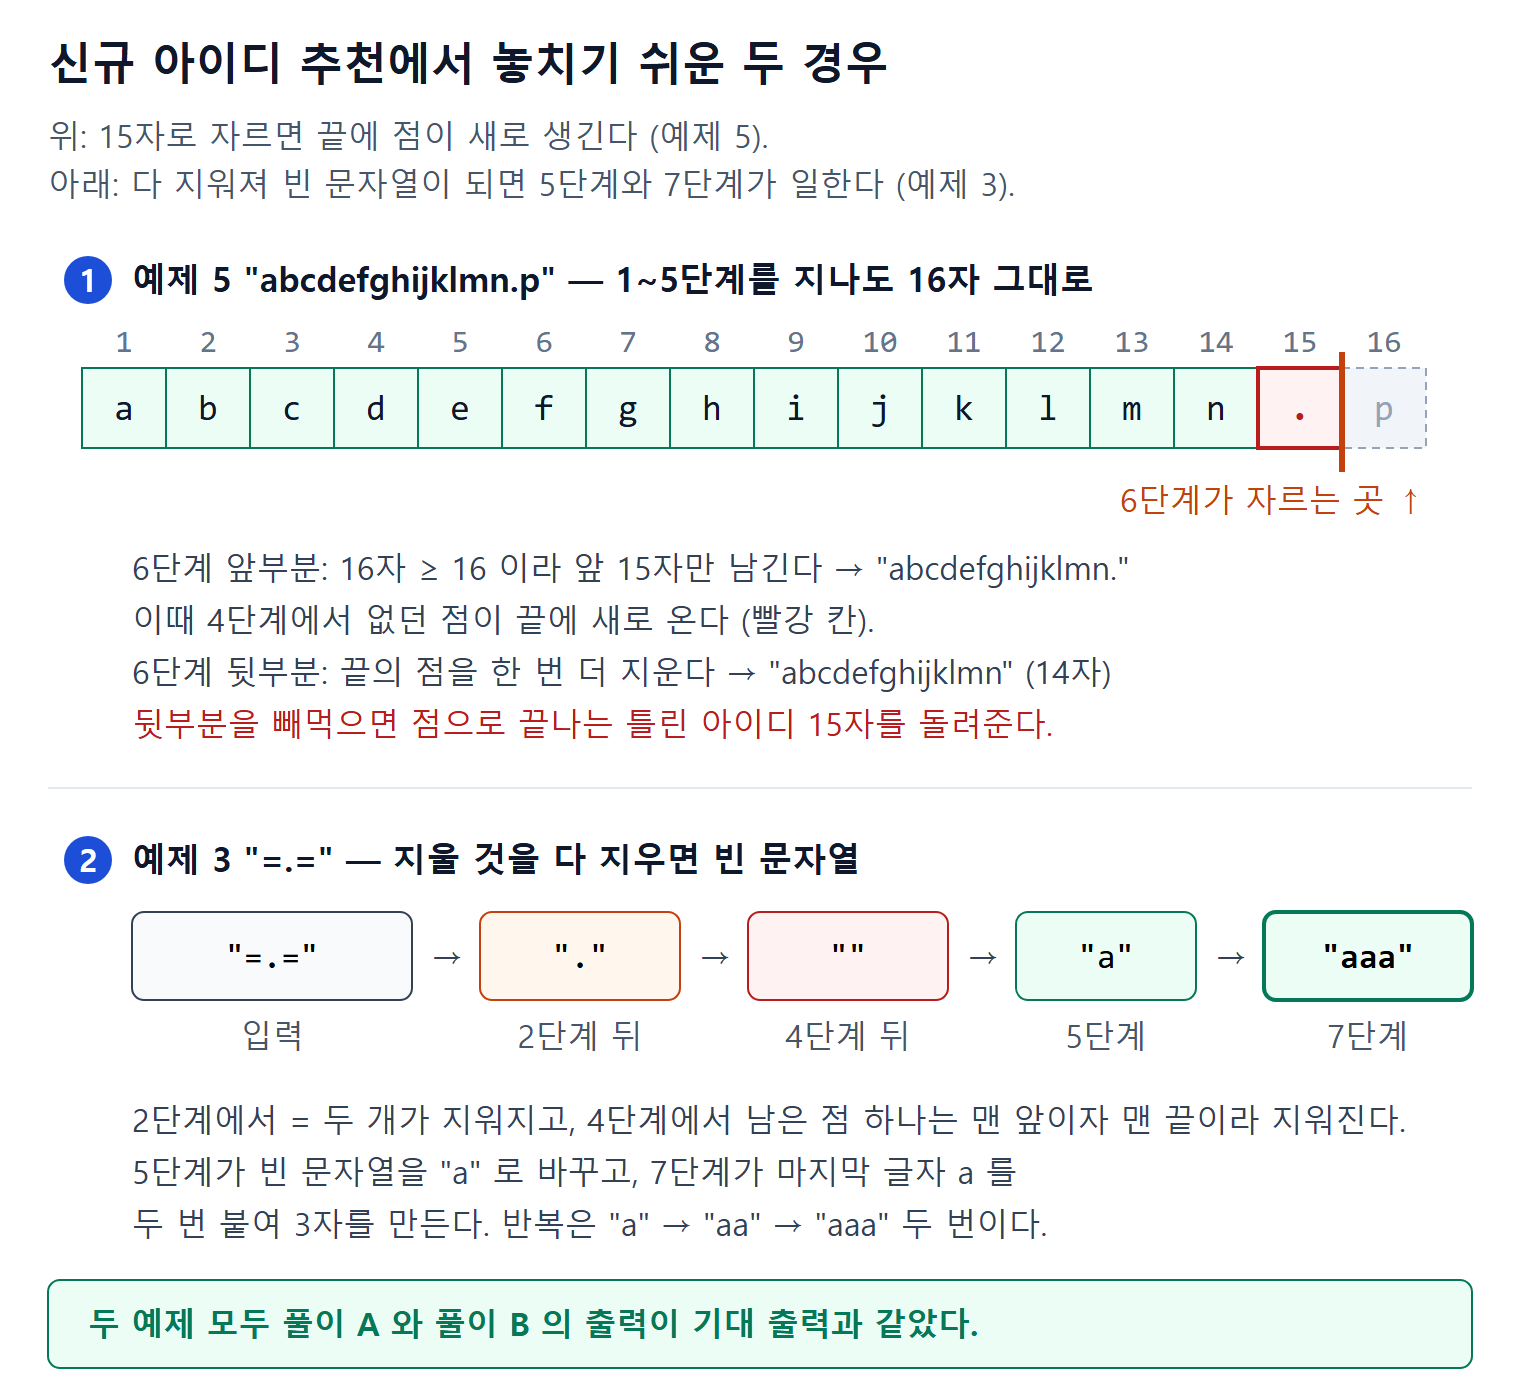 신규 아이디 추천에서 놓치기 쉬운 두 경우
위: 15자로 자르면 끝에 점이 새로 생긴다 (예제 5).
아래: 다 지워져 빈 문자열이 되면 5단계와 7단계가 일한다 (예제 3).
1 예제 5 "abcdefghijklmn.p" — 1~5단계를 지나도 16자 그대로
1 2 3 4 5 6 7 8 9 10 11 12 13 14 15 16
a b c d e f g h i j k l m n . p
6단계가 자르는 곳 ↑
6단계 앞부분: 16자 ≥ 16 이라 앞 15자만 남긴다 → "abcdefghijklmn."
이때 4단계에서 없던 점이 끝에 새로 온다 (빨강 칸).
6단계 뒷부분: 끝의 점을 한 번 더 지운다 → "abcdefghijklmn" (14자)
뒷부분을 빼먹으면 점으로 끝나는 틀린 아이디 15자를 돌려준다.
2 예제 3 "=.=" — 지울 것을 다 지우면 빈 문자열
"=.=" → "." → "" → "a" → "aaa"
입력 2단계 뒤 4단계 뒤 5단계 7단계
2단계에서 = 두 개가 지워지고, 4단계에서 남은 점 하나는 맨 앞이자 맨 끝이라 지워진다.
5단계가 빈 문자열을 "a" 로 바꾸고, 7단계가 마지막 글자 a 를
두 번 붙여 3자를 만든다. 반복은 "a" → "aa" → "aaa" 두 번이다.
두 예제 모두 풀이 A 와 풀이 B 의 출력이 기대 출력과 같았다.